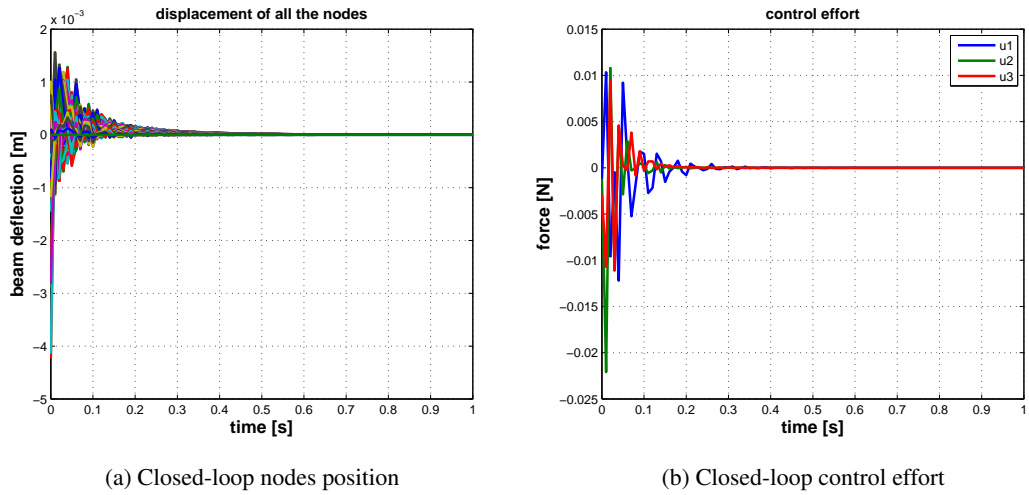 displacement of all the nodes
x 10⁻³
2
1
0
−1
−2
−3
−4
−5
0 0.1 0.2 0.3 0.4 0.5 0.6 0.7 0.8 0.9 1
time [s]
beam deflection [m]
(a) Closed-loop nodes position
control effort
0.015
0.01
0.005
0
−0.005
−0.01
−0.015
−0.02
−0.025
0 0.1 0.2 0.3 0.4 0.5 0.6 0.7 0.8 0.9 1
time [s]
force [N]
u1
u2
u3
(b) Closed-loop control effort